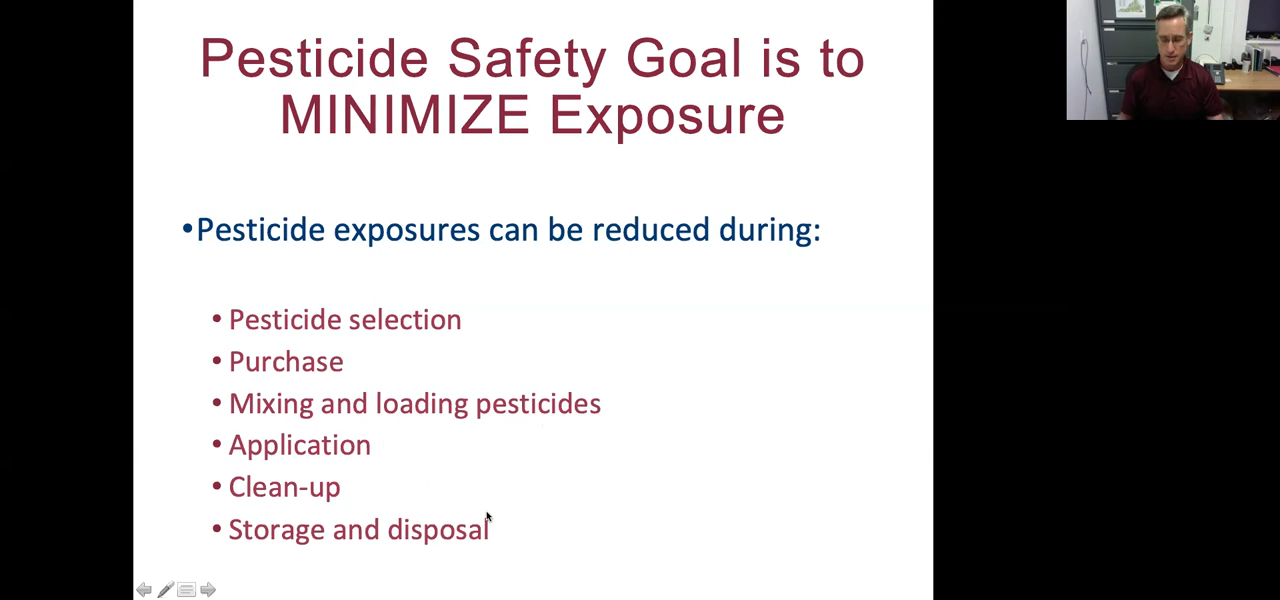 Pesticide Safety Goal is to
MINIMIZE Exposure
•Pesticide exposures can be reduced during:
• Pesticide selection
• Purchase
• Mixing and loading pesticides
• Application
• Clean-up
• Storage and disposal